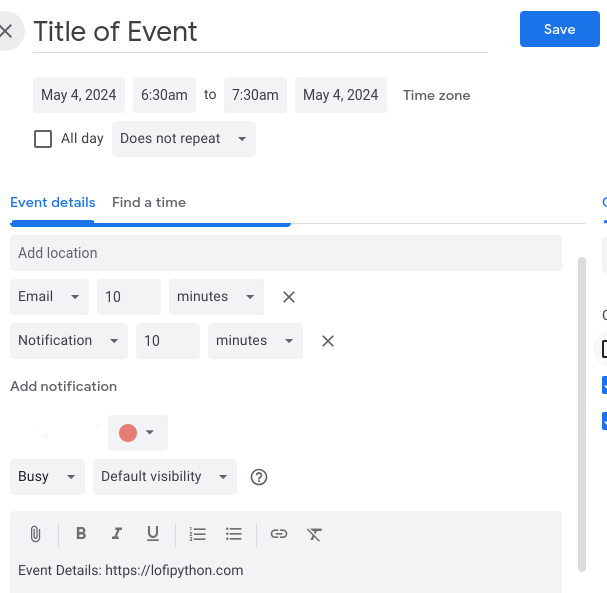 Title of Event
Save
May 4, 2024 6:30am to 7:30am May 4, 2024 Time zone
All day Does not repeat
Event details Find a time
Add location
Email 10 minutes
Notification 10 minutes
Add notification
Busy Default visibility
B I U
Event Details: https://lofipython.com